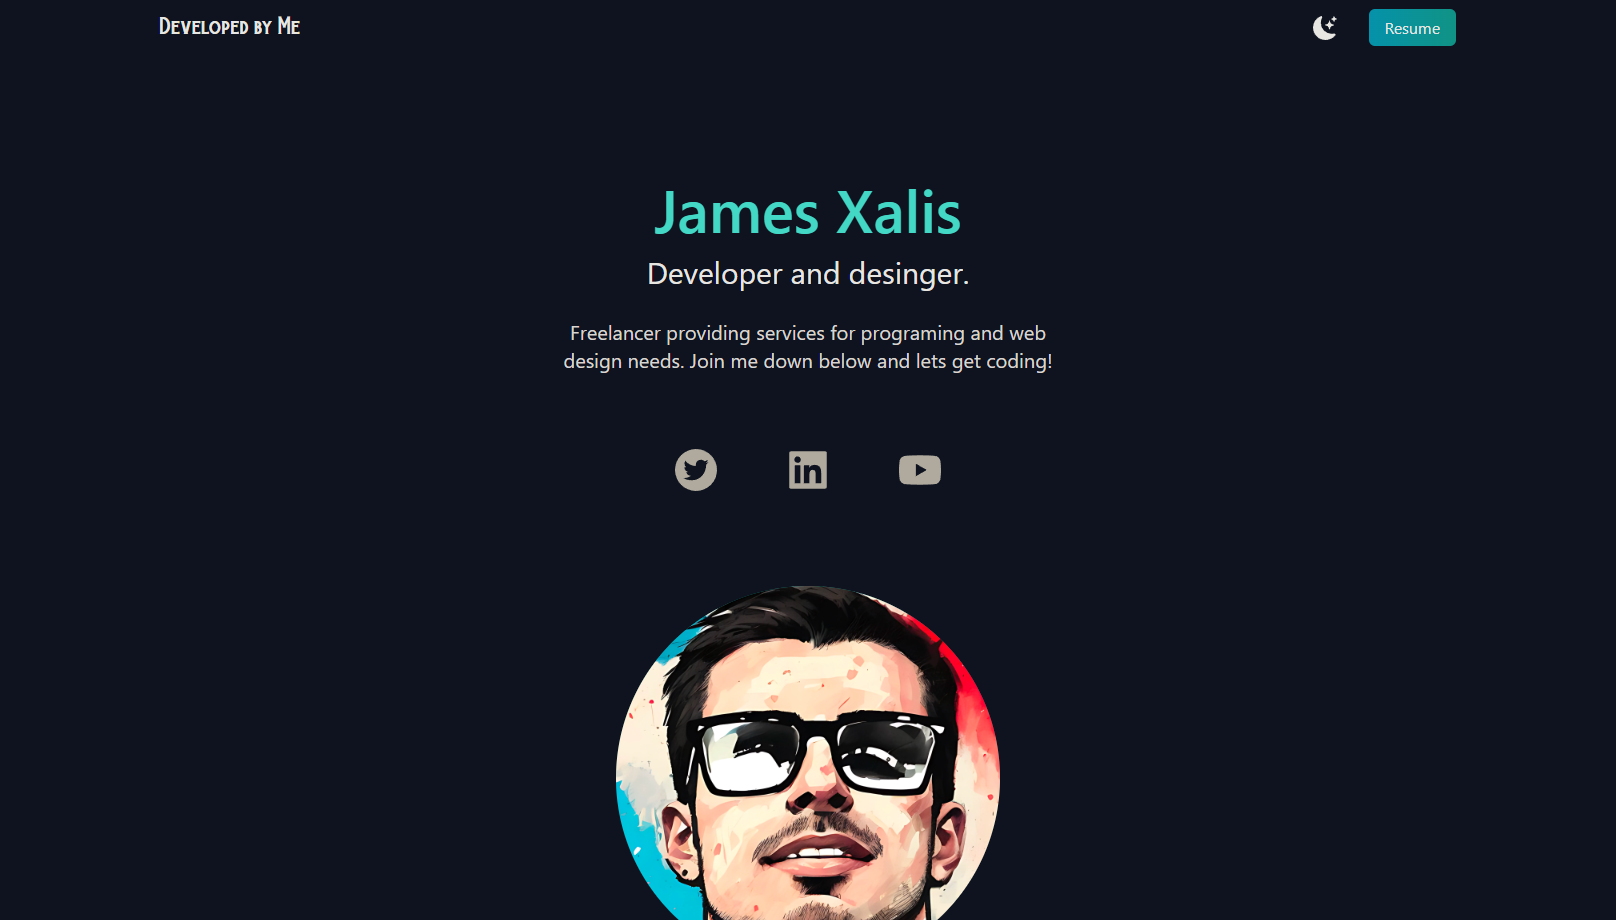 Developed by Me
Resume
James Xalis
Developer and desinger.
Freelancer providing services for programing and web
design needs. Join me down below and lets get coding!
in